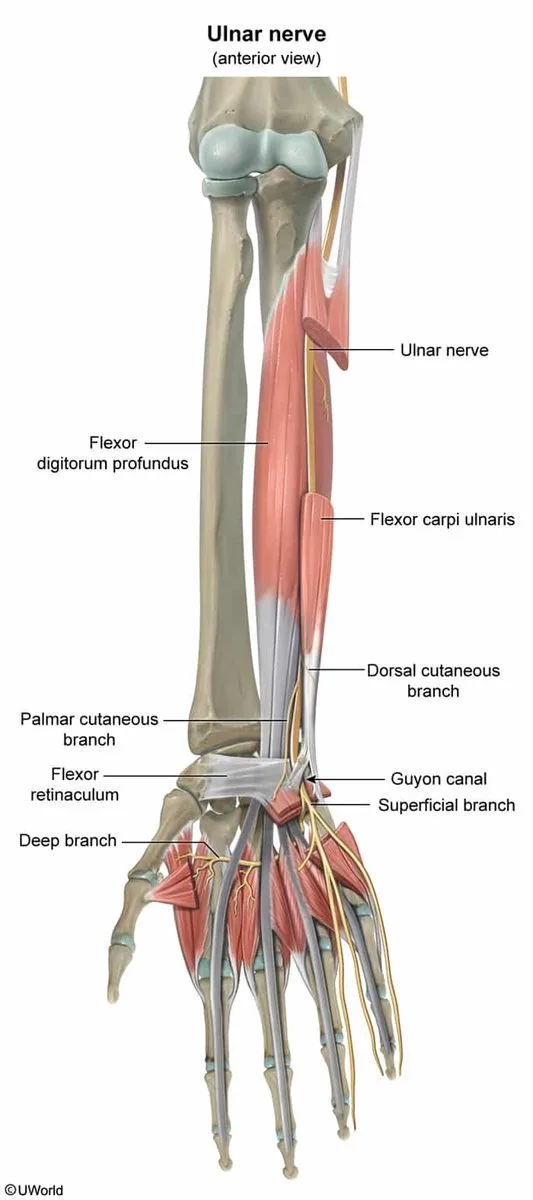 Ulnar nerve
(anterior view)
Ulnar nerve
Flexor
digitorum profundus
Flexor carpi ulnaris
Dorsal cutaneous
branch
Palmar cutaneous
branch
Flexor
retinaculum
Guyon canal
Superficial branch
Deep branch
©UWorld